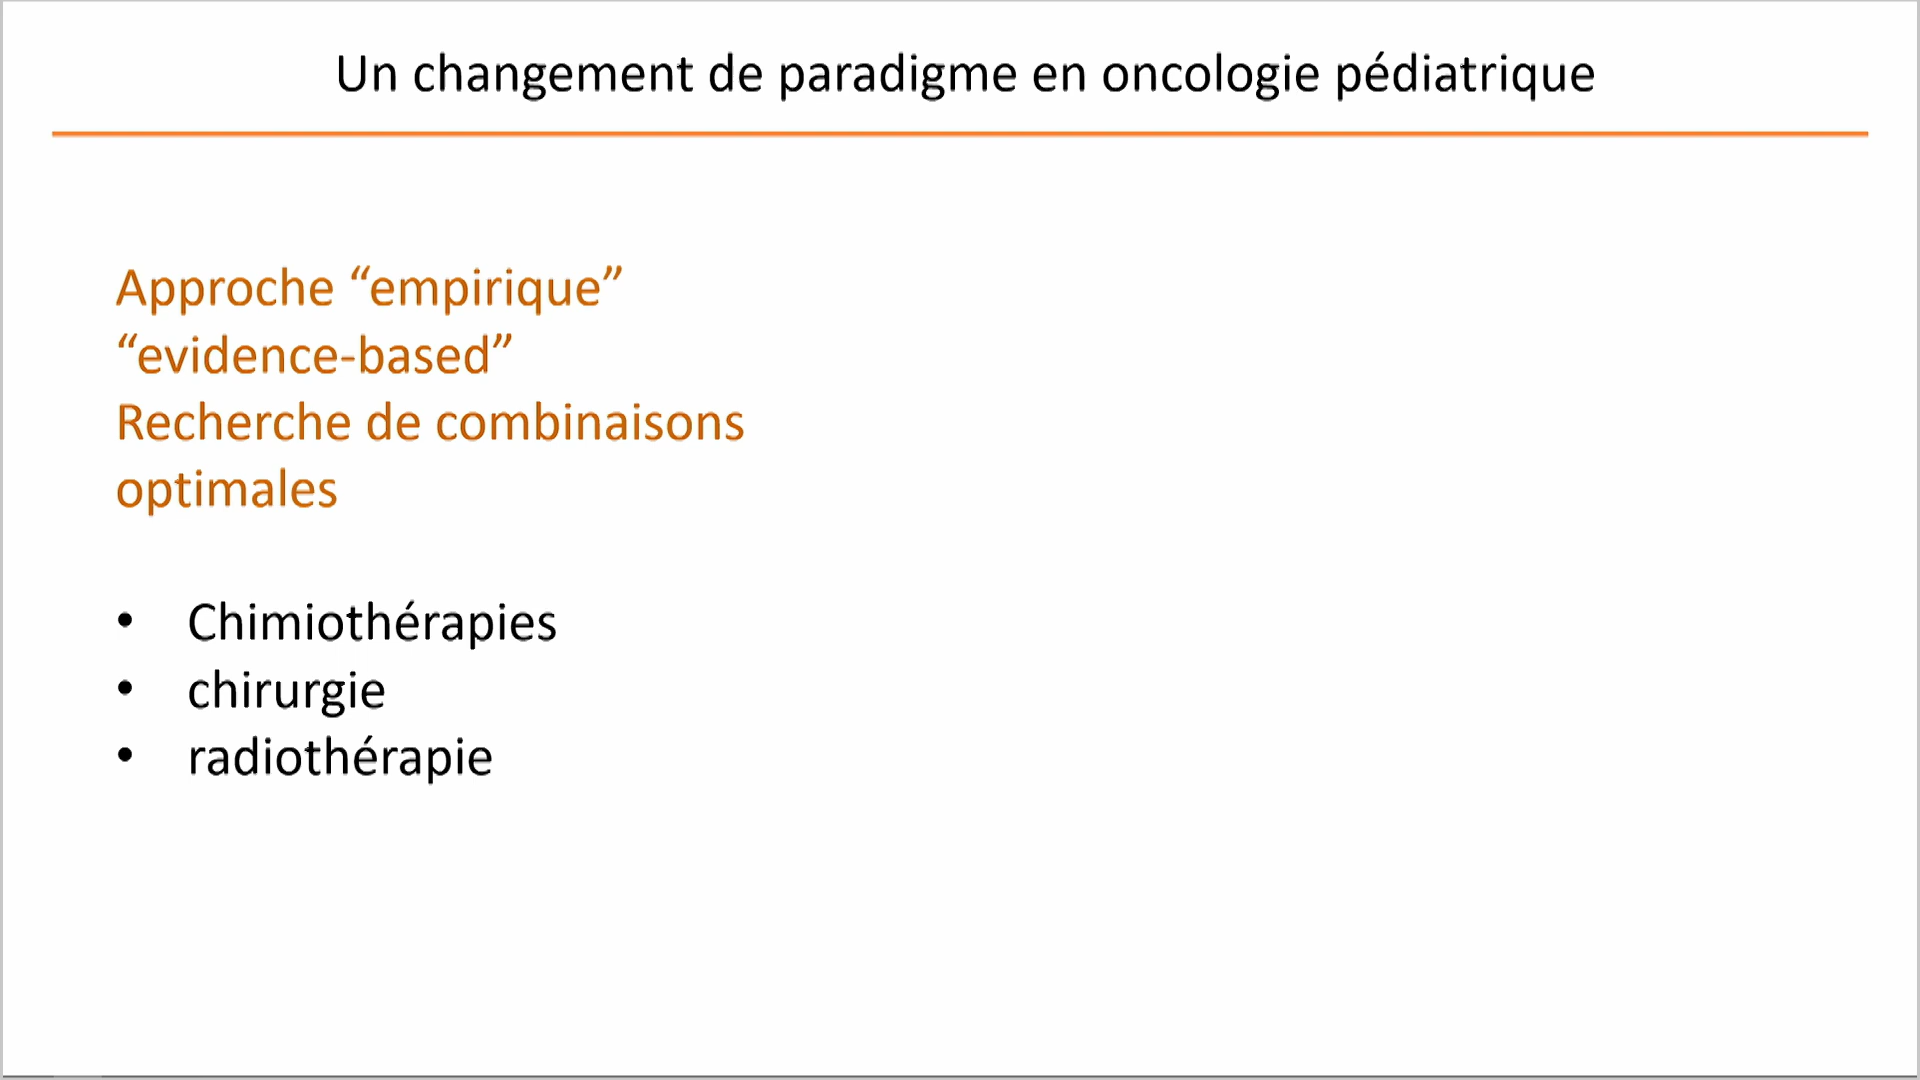 Un changement de paradigme en oncologie pédiatrique
Approche “empirique”
“evidence-based”
Recherche de combinaisons
optimales
• Chimiothérapies
• chirurgie
• radiothérapie